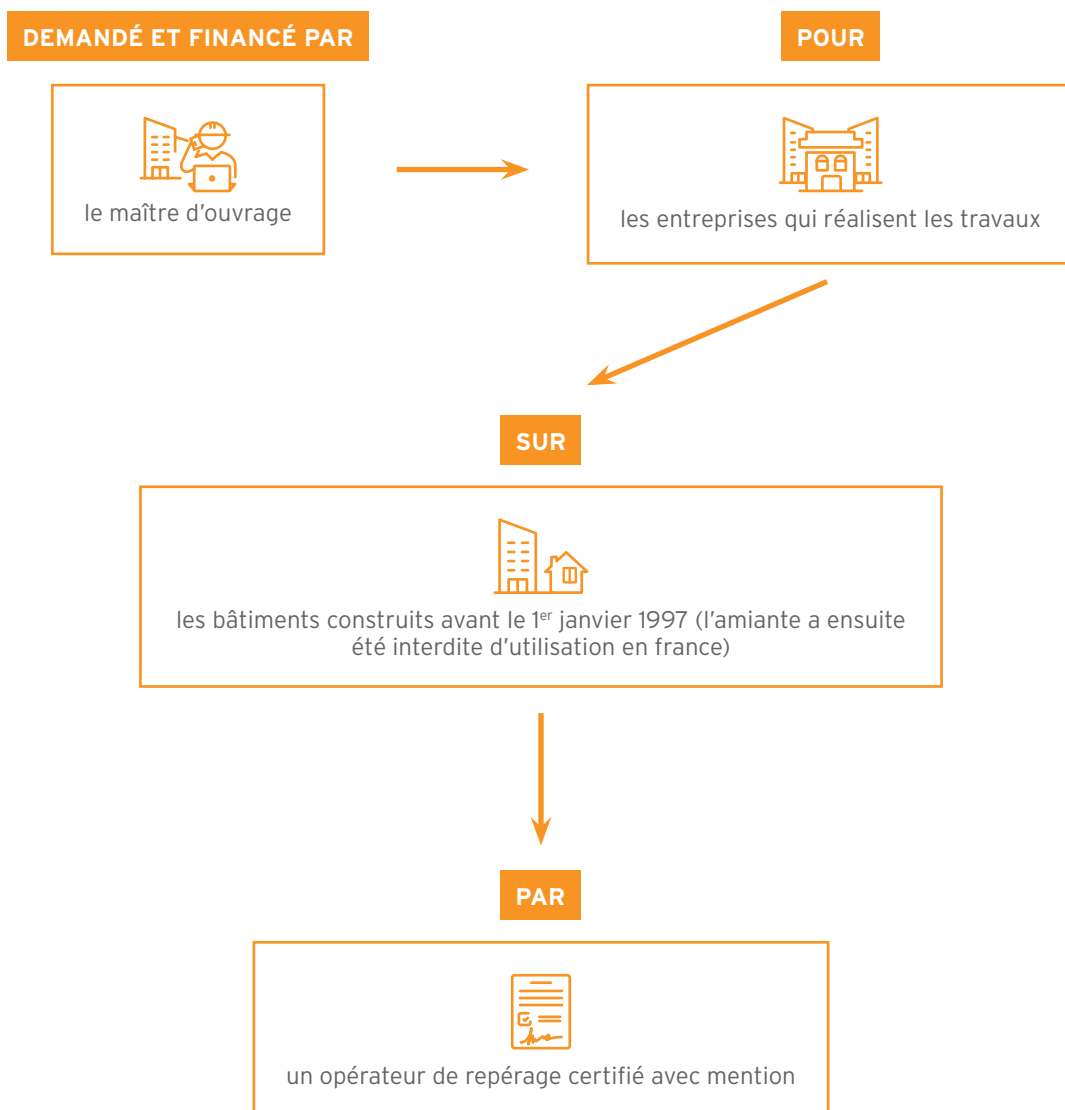 DEMANDÉ ET FINANCÉ PAR
le maître d'ouvrage
POUR
les entreprises qui réalisent les travaux
SUR
les bâtiments construits avant le 1er janvier 1997 (l'amiante a ensuite
été interdite d'utilisation en france)
PAR
un opérateur de repérage certifié avec mention